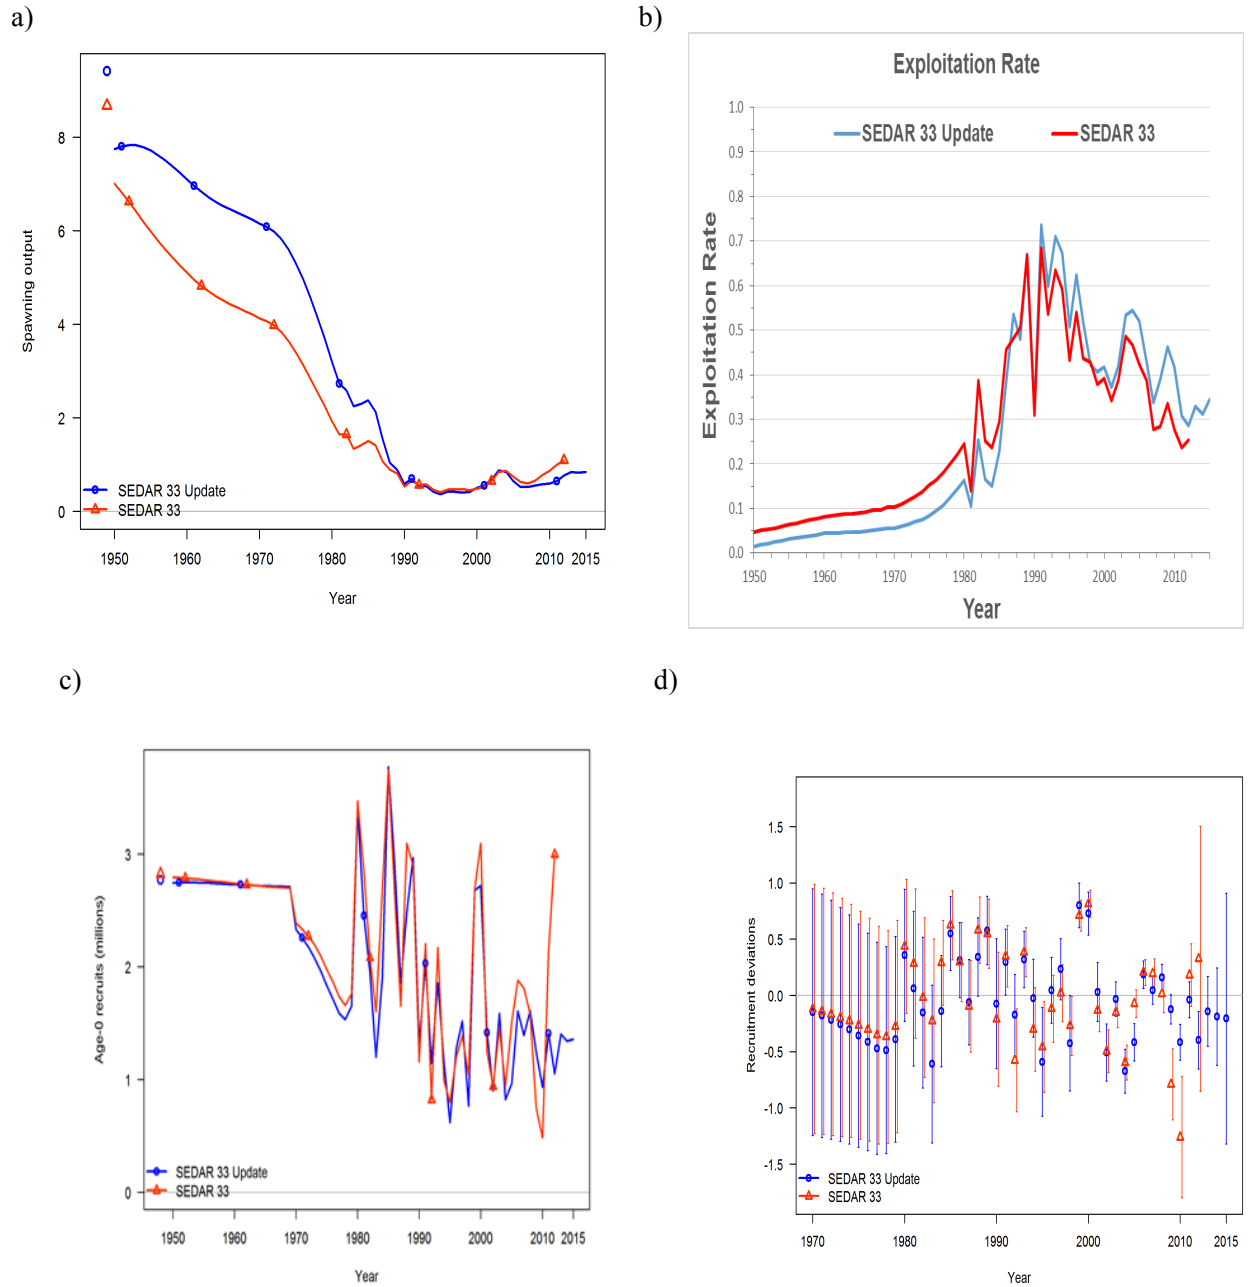 a)
8
6
4
2
0
Spawning output
SEDAR 33 Update
SEDAR 33
1950 1960 1970 1980 1990 2000 2010 2015
Year
b)
Exploitation Rate
SEDAR 33 Update SEDAR 33
1.0
0.9
0.8
0.7
0.6
0.5
0.4
0.3
0.2
0.1
0.0
Exploitation Rate
1950 1960 1970 1980 1990 2000 2010
Year
c)
3
2
1
0
Age-0 recruits (millions)
SEDAR 33 Update
SEDAR 33
1950 1960 1970 1980 1990 2000 2010 2015
Year
d)
1.5
1.0
0.5
0.0
-0.5
-1.0
-1.5
Recruitment deviations
SEDAR 33 Update
SEDAR 33
1970 1980 1990 2000 2010 2015
Year